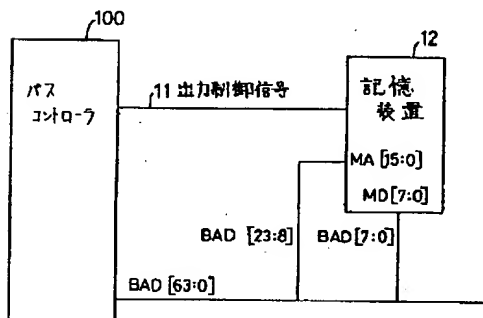 100
12
バス
コントローラ
11 出力制御信号
記憶
装置
MA [15:0]
MD [7:0]
BAD [23:8]
BAD [7:0]
BAD [63:0]